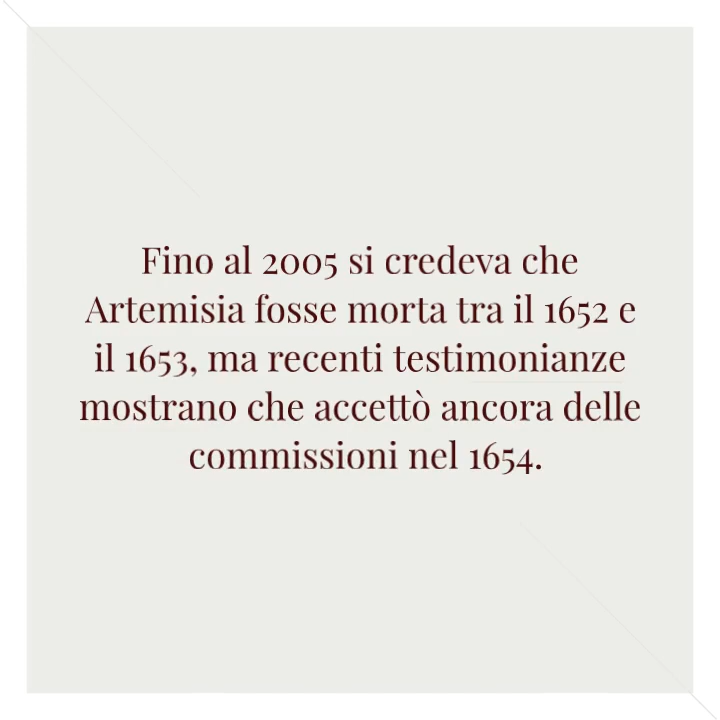 Fino al 2005 si credeva che
Artemisia fosse morta tra il 1652 e
il 1653, ma recenti testimonianze
mostrano che accettò ancora delle
commissioni nel 1654.